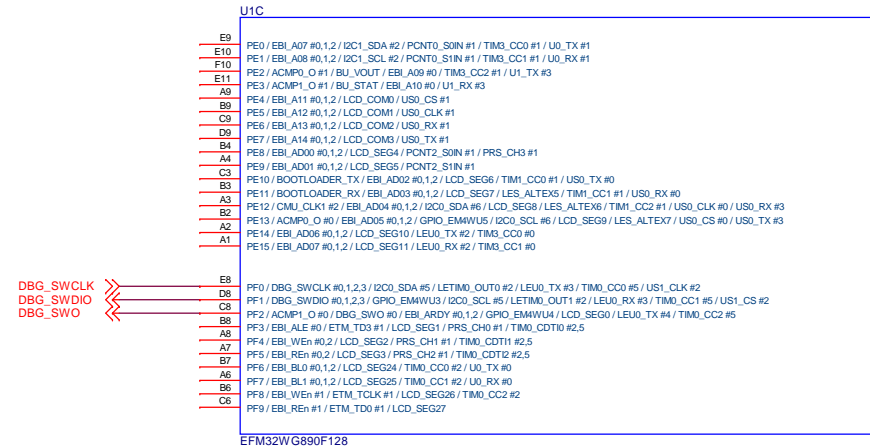 U1C
E9 PE0 / EBI_A07 #0,1,2 / I2C1_SDA #2 / PCNT0_S0IN #1 / TIM3_CC0 #1 / U0_TX #1
E10 PE1 / EBI_A08 #0,1,2 / I2C1_SCL #2 / PCNT0_S1IN #1 / TIM3_CC1 #1 / U0_RX #1
F10 PE2 / ACMP0_O #1 / BU_VOUT / EBI_A09 #0 / TIM3_CC2 #1 / U1_TX #3
E11 PE3 / ACMP1_O #1 / BU_STAT / EBI_A10 #0 / U1_RX #3
A9 PE4 / EBI_A11 #0,1,2 / LCD_COM0 / US0_CS #1
B9 PE5 / EBI_A12 #0,1,2 / LCD_COM1 / US0_CLK #1
C9 PE6 / EBI_A13 #0,1,2 / LCD_COM2 / US0_RX #1
D9 PE7 / EBI_A14 #0,1,2 / LCD_COM3 / US0_TX #1
B4 PE8 / EBI_AD00 #0,1,2 / LCD_SEG4 / PCNT2_S0IN #1 / PRS_CH3 #1
A4 PE9 / EBI_AD01 #0,1,2 / LCD_SEG5 / PCNT2_S1IN #1
C3 PE10 / BOOTLOADER_TX / EBI_AD02 #0,1,2 / LCD_SEG6 / TIM1_CC0 #1 / US0_TX #0
B3 PE11 / BOOTLOADER_RX / EBI_AD03 #0,1,2 / LCD_SEG7 / LES_ALTEX5 / TIM1_CC1 #1 / US0_RX #0
A3 PE12 / CMU_CLK1 #2 / EBI_AD04 #0,1,2 / I2C0_SDA #6 / LCD_SEG8 / LES_ALTEX6 / TIM1_CC2 #1 / US0_CLK #0 / US0_RX #3
B2 PE13 / ACMP0_O #0 / EBI_AD05 #0,1,2 / GPIO_EM4WU5 / I2C0_SCL #6 / LCD_SEG9 / LES_ALTEX7 / US0_CS #0 / US0_TX #3
A2 PE14 / EBI_AD06 #0,1,2 / LCD_SEG10 / LEU0_TX #2 / TIM3_CC0 #0
A1 PE15 / EBI_AD07 #0,1,2 / LCD_SEG11 / LEU0_RX #2 / TIM3_CC1 #0
DBG_SWCLK E8 PF0 / DBG_SWCLK #0,1,2,3 / I2C0_SDA #5 / LETIM0_OUT0 #2 / LEU0_TX #3 / TIM0_CC0 #5 / US1_CLK #2
DBG_SWDIO D8 PF1 / DBG_SWDIO #0,1,2,3 / GPIO_EM4WU3 / I2C0_SCL #5 / LETIM0_OUT1 #2 / LEU0_RX #3 / TIM0_CC1 #5 / US1_CS #2
DBG_SWO C8 PF2 / ACMP1_O #0 / DBG_SWO #0 / EBI_ARDY #0,1,2 / GPIO_EM4WU4 / LCD_SEG0 / LEU0_TX #4 / TIM0_CC2 #5
B8 PF3 / EBI_ALE #0 / ETM_TD3 #1 / LCD_SEG1 / PRS_CH0 #1 / TIM0_CDTI0 #2,5
A8 PF4 / EBI_WEn #0,2 / LCD_SEG2 / PRS_CH1 #1 / TIM0_CDTI1 #2,5
A7 PF5 / EBI_REn #0,2 / LCD_SEG3 / PRS_CH2 #1 / TIM0_CDTI2 #2,5
B7 PF6 / EBI_BL0 #0,1,2 / LCD_SEG24 / TIM0_CC0 #2 / U0_TX #0
A6 PF7 / EBI_BL1 #0,1,2 / LCD_SEG25 / TIM0_CC1 #2 / U0_RX #0
B6 PF8 / EBI_WEn #1 / ETM_TCLK #1 / LCD_SEG26 / TIM0_CC2 #2
C6 PF9 / EBI_REn #1 / ETM_TD0 #1 / LCD_SEG27
EFM32WG890F128